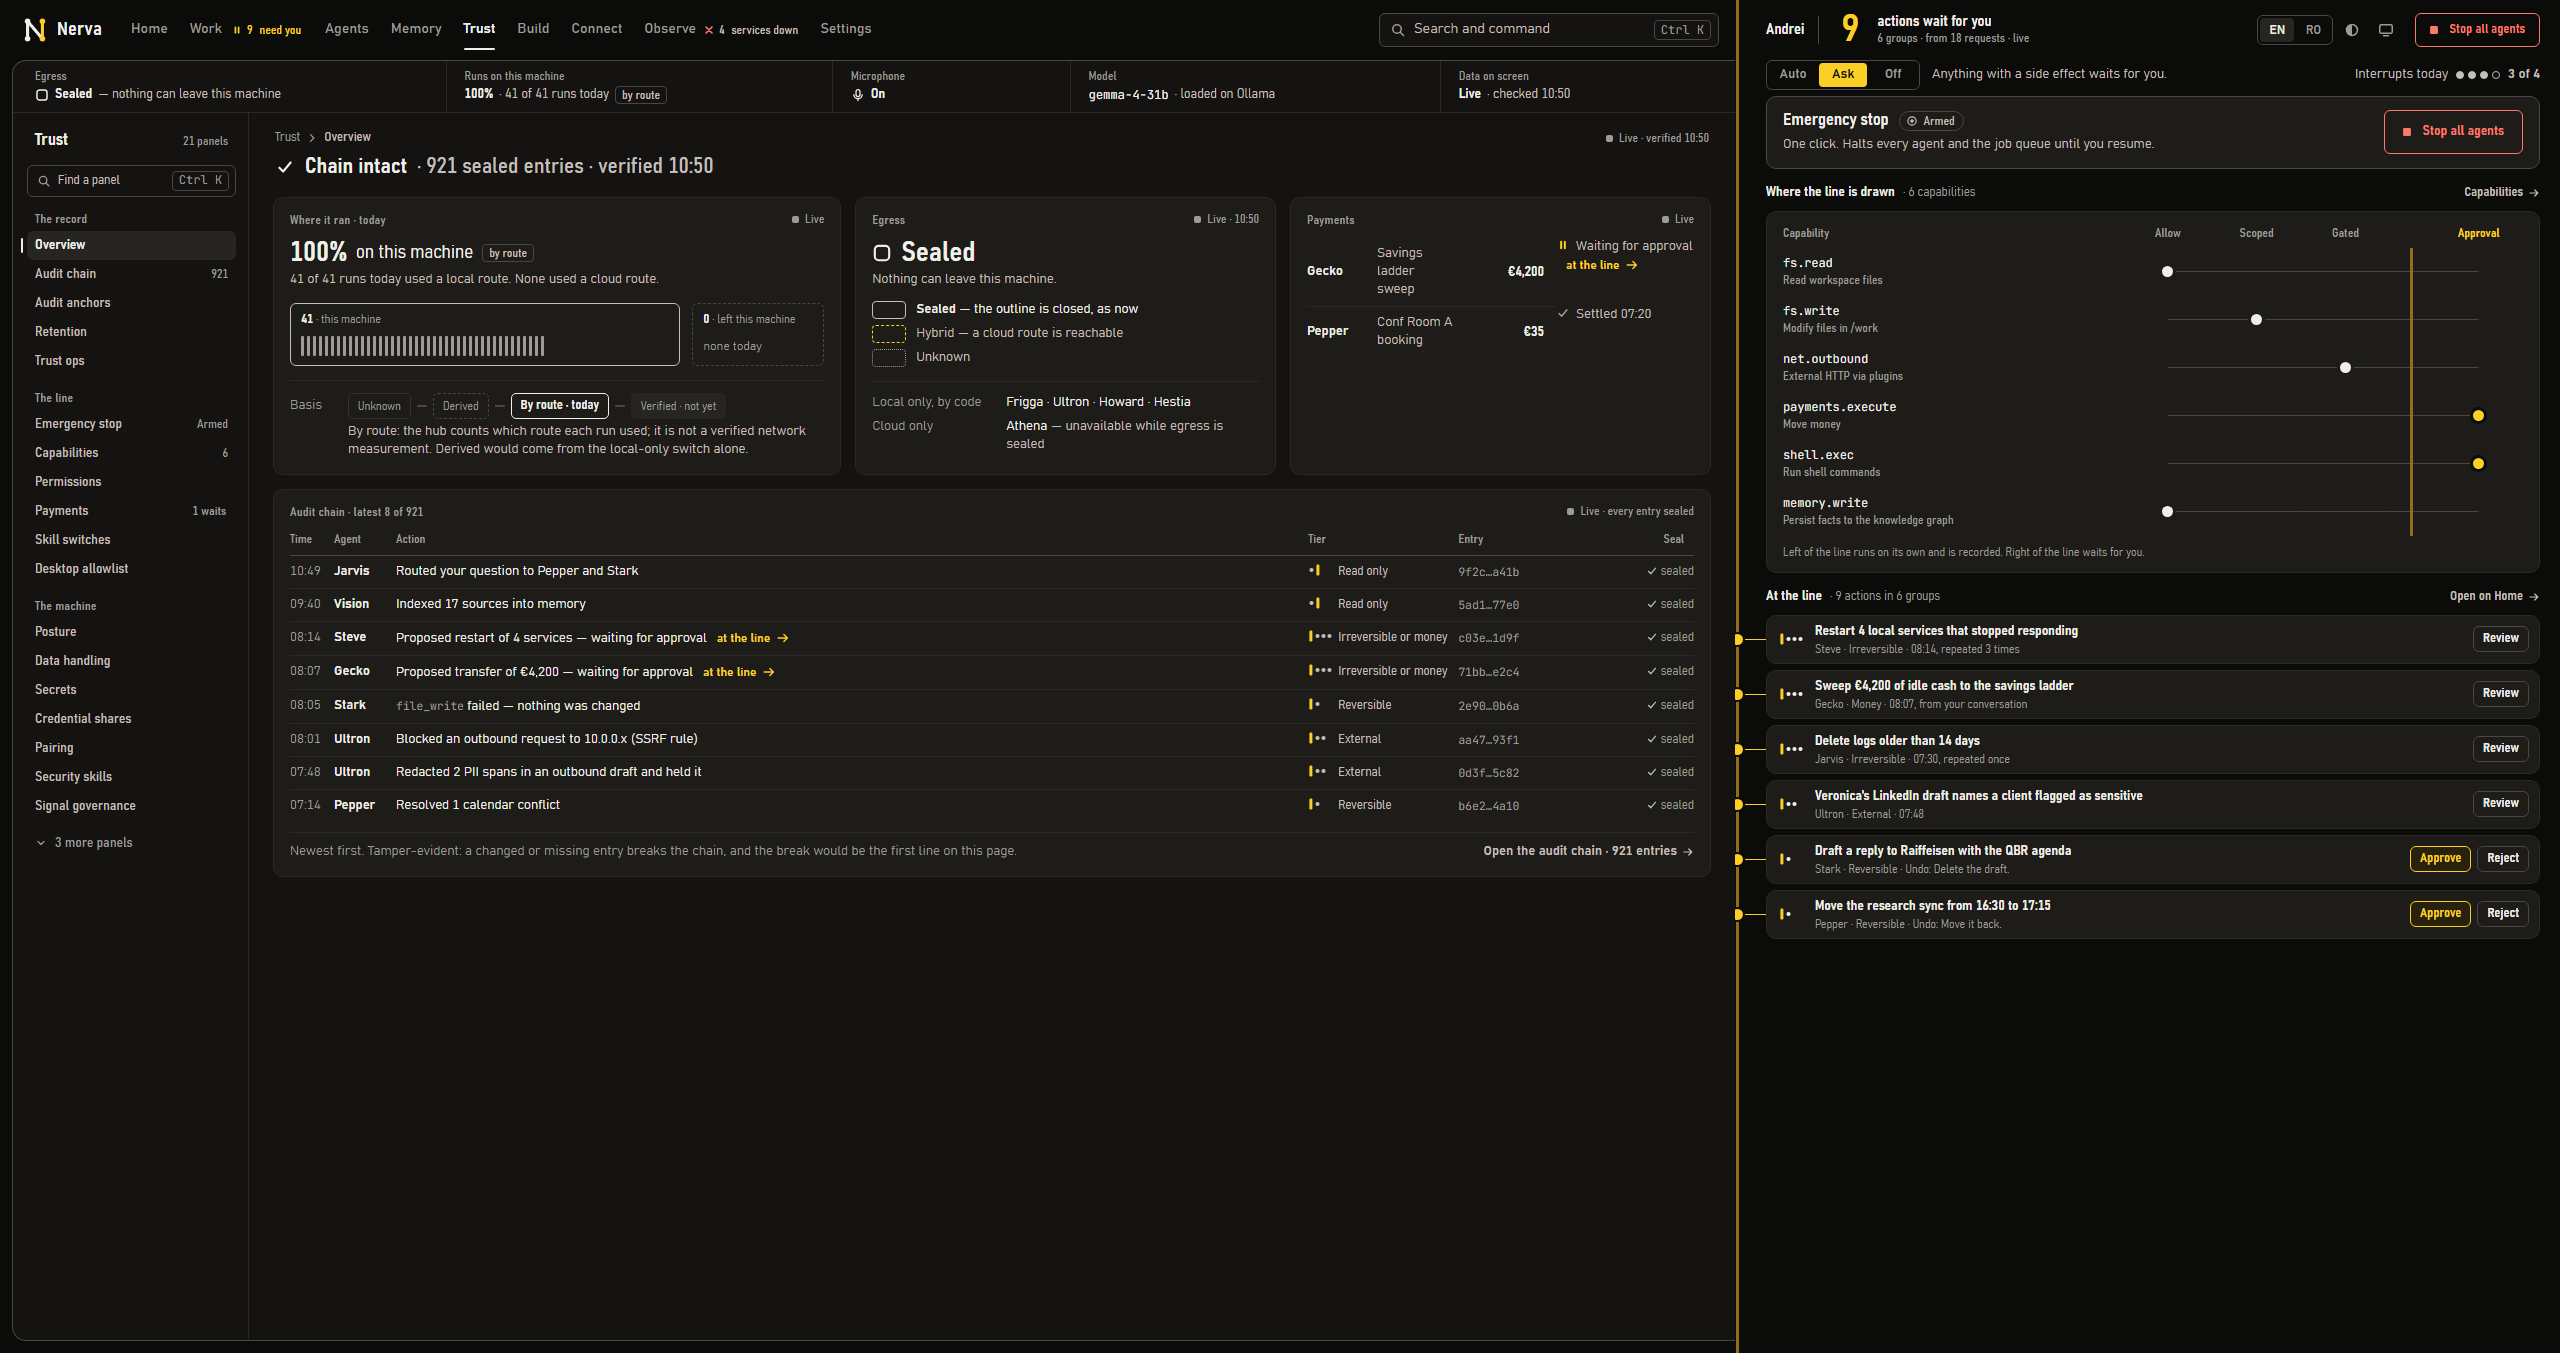 Nerva
Home
Work
9 need you
Agents
Memory
Trust
Build
Connect
Observe
4 services down
Settings
Search and command
Ctrl K
Egress
Sealed — nothing can leave this machine
Runs on this machine
100% · 41 of 41 runs today by route
Microphone
On
Model
gemma-4-31b · loaded on Ollama
Data on screen
Live · checked 10:50
Trust
21 panels
Find a panel
Ctrl K
The record
Overview
Audit chain 921
Audit anchors
Retention
Trust ops
The line
Emergency stop Armed
Capabilities 6
Permissions
Payments 1 waits
Skill switches
Desktop allowlist
The machine
Posture
Data handling
Secrets
Credential shares
Pairing
Security skills
Signal governance
3 more panels
Trust > Overview
Live · verified 10:50
Chain intact · 921 sealed entries · verified 10:50
Where it ran · today
Live
100% on this machine by route
41 of 41 runs today used a local route. None used a cloud route.
41 · this machine
0 · left this machine
none today
Basis
Unknown — Derived — By route · today — Verified · not yet
By route: the hub counts which route each run used; it is not a verified network
measurement. Derived would come from the local-only switch alone.
Egress
Live · 10:50
Sealed
Nothing can leave this machine.
Sealed — the outline is closed, as now
Hybrid — a cloud route is reachable
Unknown
Local only, by code Frigga · Ultron · Howard · Hestia
Cloud only Athena — unavailable while egress is
sealed
Payments
Live
Gecko
Savings
ladder
sweep
€4,200
Waiting for approval
at the line →
Pepper
Conf Room A
booking
€35
Settled 07:20
Audit chain · latest 8 of 921
Live · every entry sealed
Time Agent Action Tier Entry Seal
10:49 Jarvis Routed your question to Pepper and Stark Read only 9f2c…a41b sealed
09:40 Vision Indexed 17 sources into memory Read only 5ad1…77e0 sealed
08:14 Steve Proposed restart of 4 services — waiting for approval at the line → Irreversible or money c03e…1d9f sealed
08:07 Gecko Proposed transfer of €4,200 — waiting for approval at the line → Irreversible or money 71bb…e2c4 sealed
08:05 Stark file_write failed — nothing was changed Reversible 2e90…0b6a sealed
08:01 Ultron Blocked an outbound request to 10.0.0.x (SSRF rule) External aa47…93f1 sealed
07:48 Ultron Redacted 2 PII spans in an outbound draft and held it External 0d3f…5c82 sealed
07:14 Pepper Resolved 1 calendar conflict Reversible b6e2…4a10 sealed
Newest first. Tamper-evident: a changed or missing entry breaks the chain, and the break would be the first line on this page.
Open the audit chain · 921 entries →
Andrei
9
actions wait for you
6 groups · from 18 requests · live
EN RO
Stop all agents
Auto Ask Off
Anything with a side effect waits for you.
Interrupts today 3 of 4
Emergency stop Armed
One click. Halts every agent and the job queue until you resume.
Stop all agents
Where the line is drawn · 6 capabilities
Capabilities →
Capability Allow Scoped Gated Approval
fs.read
Read workspace files
fs.write
Modify files in /work
net.outbound
External HTTP via plugins
payments.execute
Move money
shell.exec
Run shell commands
memory.write
Persist facts to the knowledge graph
Left of the line runs on its own and is recorded. Right of the line waits for you.
At the line · 9 actions in 6 groups
Open on Home →
Restart 4 local services that stopped responding
Steve · Irreversible · 08:14, repeated 3 times
Review
Sweep €4,200 of idle cash to the savings ladder
Gecko · Money · 08:07, from your conversation
Review
Delete logs older than 14 days
Jarvis · Irreversible · 07:30, repeated once
Review
Veronica's LinkedIn draft names a client flagged as sensitive
Ultron · External · 07:48
Review
Draft a reply to Raiffeisen with the QBR agenda
Stark · Reversible · Undo: Delete the draft.
Approve Reject
Move the research sync from 16:30 to 17:15
Pepper · Reversible · Undo: Move it back.
Approve Reject